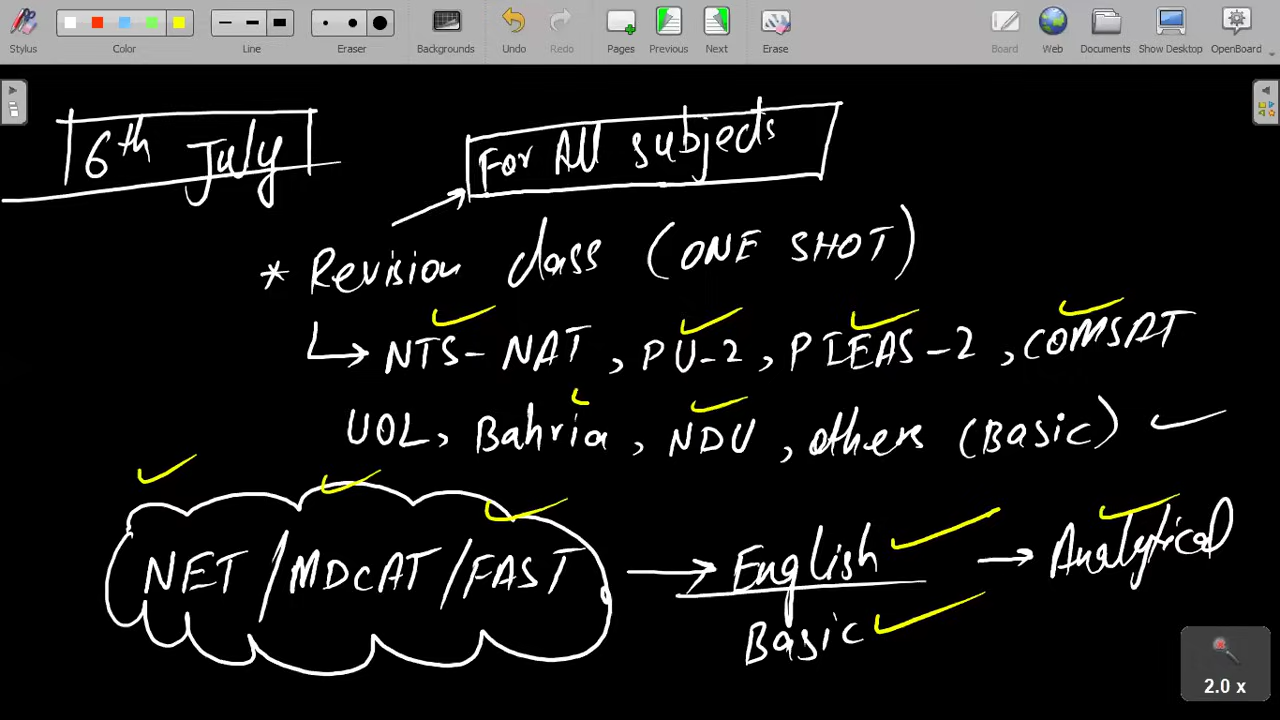 Stylus Color Line Eraser Backgrounds Undo Redo Pages Previous Next Erase Board Web Documents Show Desktop OpenBoard
6th July
For All subjects
* Revision class (ONE SHOT)
NTS-NAT, PU-2, PIEAS-2, COMSAT
UOL, Bahria, NDU, others (Basic)
NET/MDCAT/FAST → English → Analytical
Basic
2.0 x